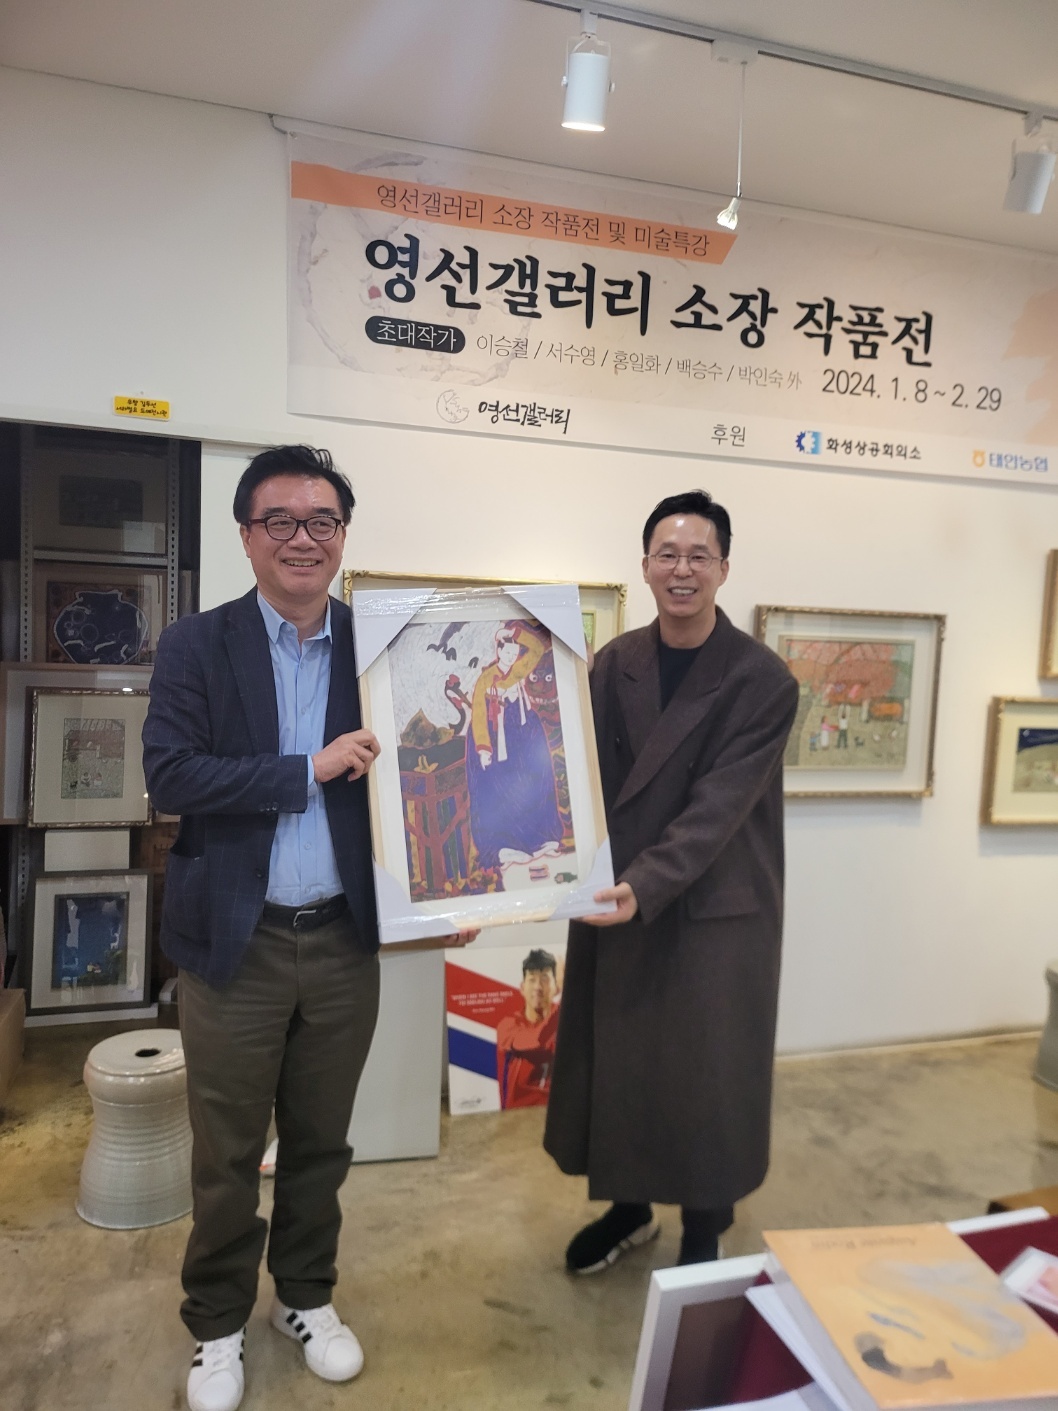 영선갤러리 소장 작품전 및 미술특강
영선갤러리 소장 작품전
초대작가 이승철 / 서수영 / 홍일화 / 백승수 / 박인숙 外 2024. 1. 8 ~ 2. 29
영선갤러리
후원 화성상공회의소 태안농협